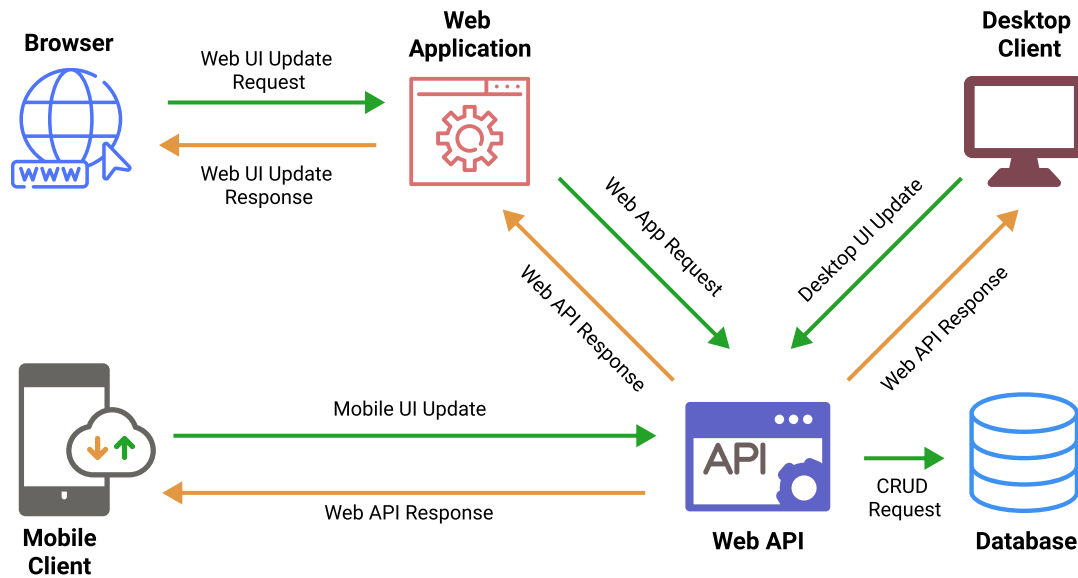 Browser
WWW
Web UI Update
Request
Web UI Update
Response
Web
Application
Desktop
Client
Web App Request
Web API Response
Desktop UI Update
Web API Response
Mobile UI Update
Web API Response
Mobile
Client
API
Web API
CRUD
Request
Database